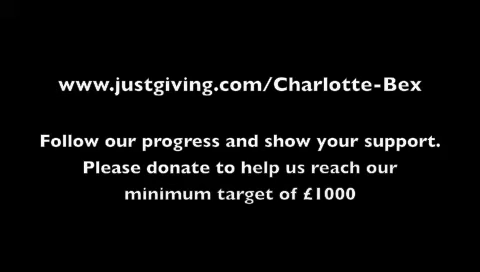 www.justgiving.com/Charlotte-Bex
Follow our progress and show your support.
Please donate to help us reach our
minimum target of £1000